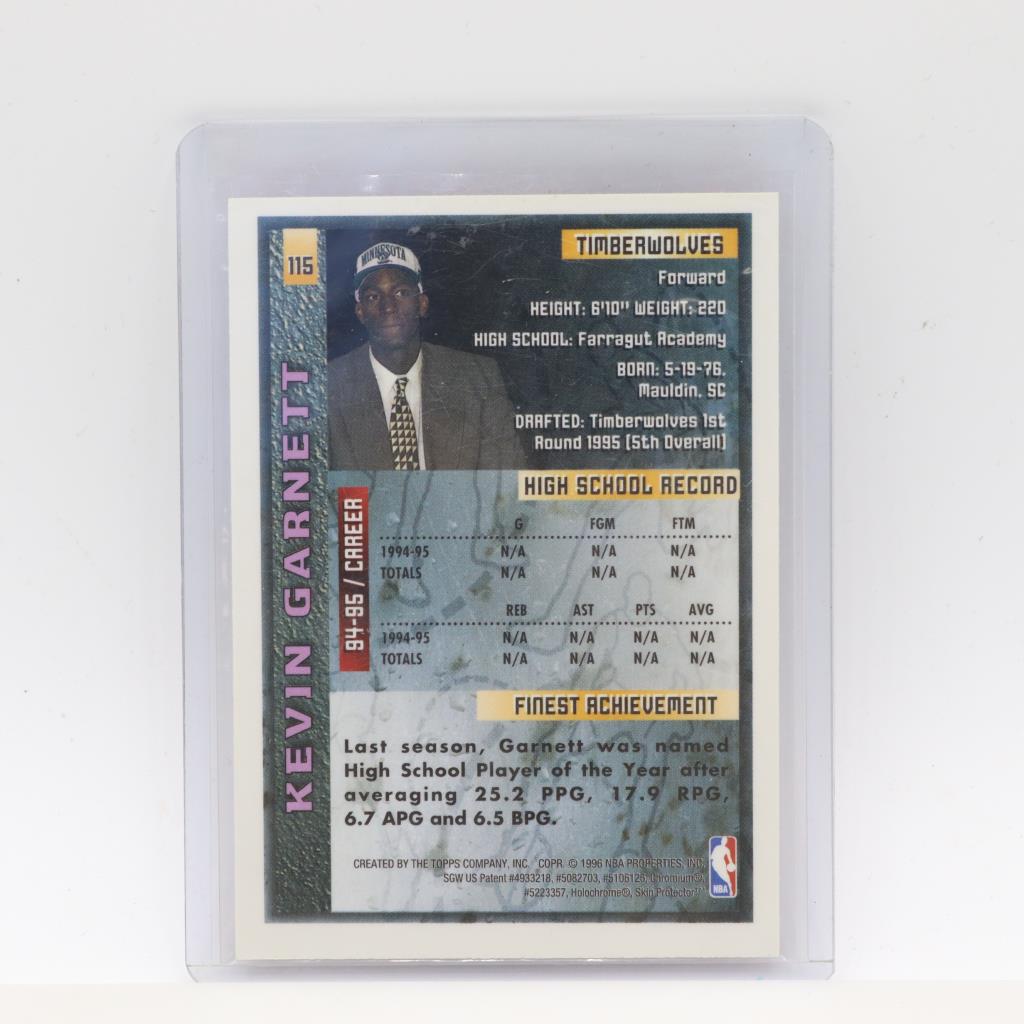 115
KEVIN GARNETT
MINNESOTA
TIMBERWOLVES
Forward
HEIGHT: 6'10" WEIGHT: 220
HIGH SCHOOL: Farragut Academy
BORN: 5-19-76,
Mauldin, SC
DRAFTED: Timberwolves 1st
Round 1995 (5th Overall)
HIGH SCHOOL RECORD
94-95 / CAREER
G FGM FTM
1994-95 N/A N/A N/A
TOTALS N/A N/A N/A
REB AST PTS AVG
1994-95 N/A N/A N/A N/A
TOTALS N/A N/A N/A N/A
FINEST ACHIEVEMENT
Last season, Garnett was named
High School Player of the Year after
averaging 25.2 PPG, 17.9 RPG,
6.7 APG and 6.5 BPG.
CREATED BY THE TOPPS COMPANY, INC. COPR. © 1996 NBA PROPERTIES, INC.
SGW US Patent #4933218, #5082703, #5106126, Chromium®,
#5223357, Holochrome®, Skin Protector™
NBA